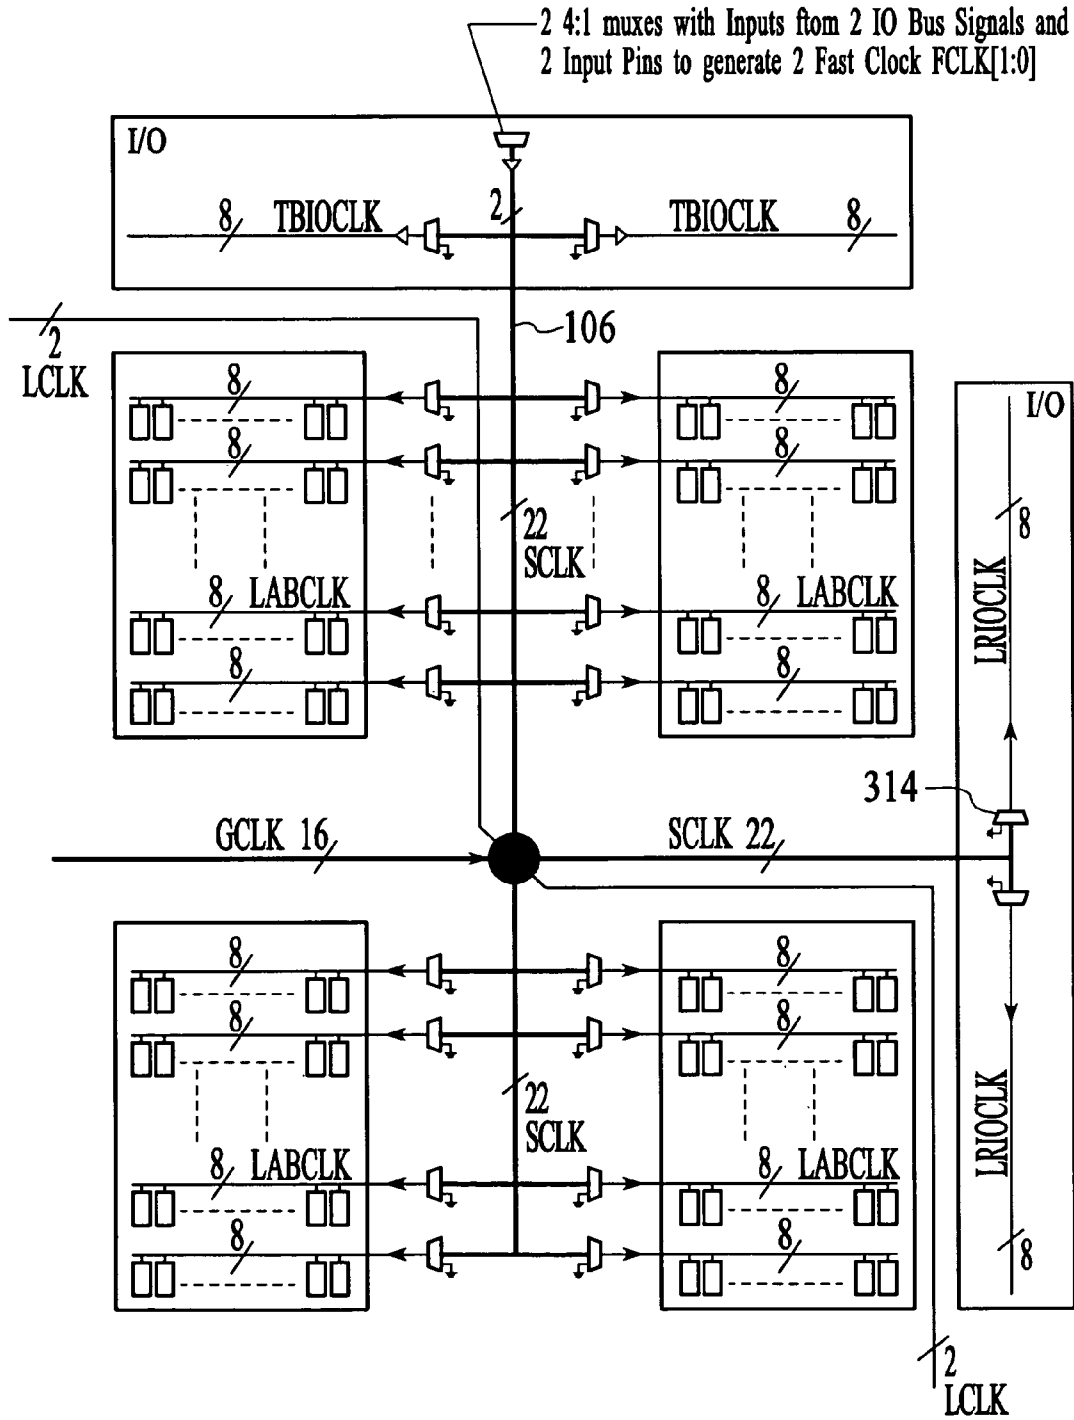 2 4:1 muxes with Inputs ftom 2 IO Bus Signals and
2 Input Pins to generate 2 Fast Clock FCLK[1:0]
I/O
8 TBIOCLK
2
TBIOCLK 8
2
LCLK
106
8
8
8
8
22
SCLK
8 LABCLK
8 LABCLK
8
8
I/O
8
LRIOCLK
314
GCLK 16
SCLK 22
8
8
8
8
22
SCLK
8 LABCLK
8 LABCLK
8
8
LRIOCLK
8
2
LCLK